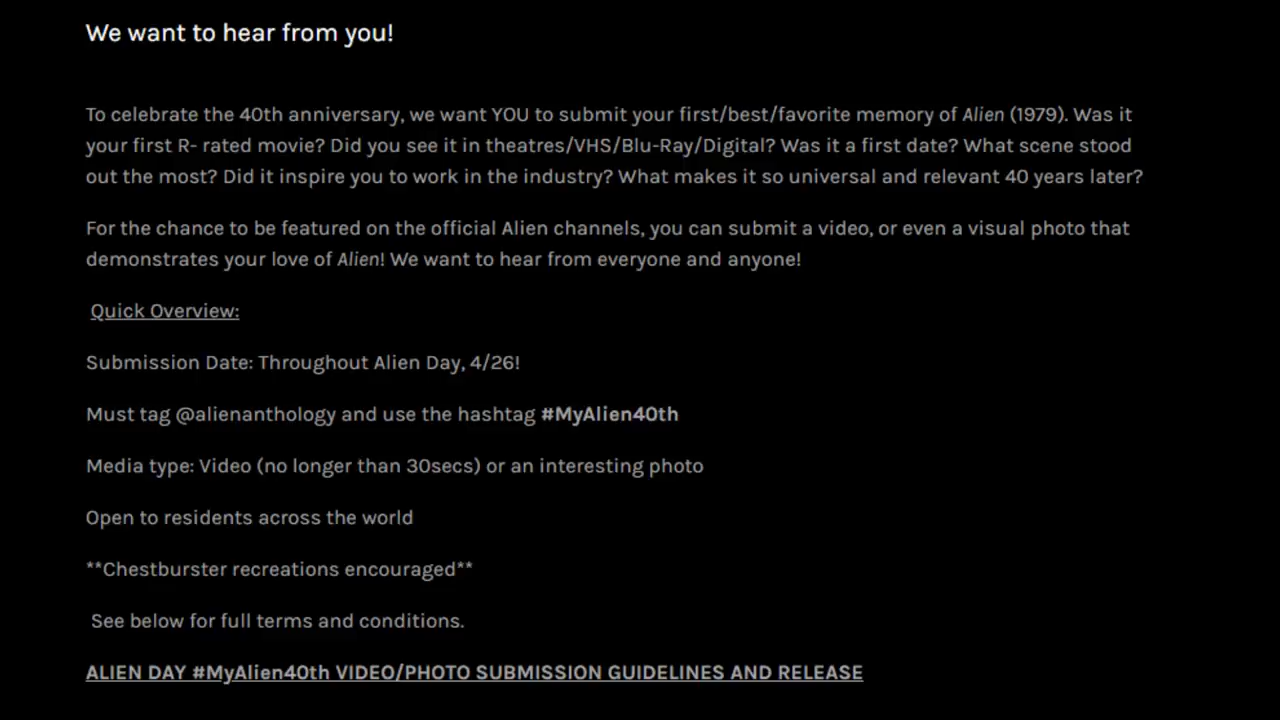 We want to hear from you!
To celebrate the 40th anniversary, we want YOU to submit your first/best/favorite memory of Alien (1979). Was it
your first R- rated movie? Did you see it in theatres/VHS/Blu-Ray/Digital? Was it a first date? What scene stood
out the most? Did it inspire you to work in the industry? What makes it so universal and relevant 40 years later?
For the chance to be featured on the official Alien channels, you can submit a video, or even a visual photo that
demonstrates your love of Alien! We want to hear from everyone and anyone!
Quick Overview:
Submission Date: Throughout Alien Day, 4/26!
Must tag @alienanthology and use the hashtag #MyAlien40th
Media type: Video (no longer than 30secs) or an interesting photo
Open to residents across the world
**Chestburster recreations encouraged**
See below for full terms and conditions.
ALIEN DAY #MyAlien40th VIDEO/PHOTO SUBMISSION GUIDELINES AND RELEASE